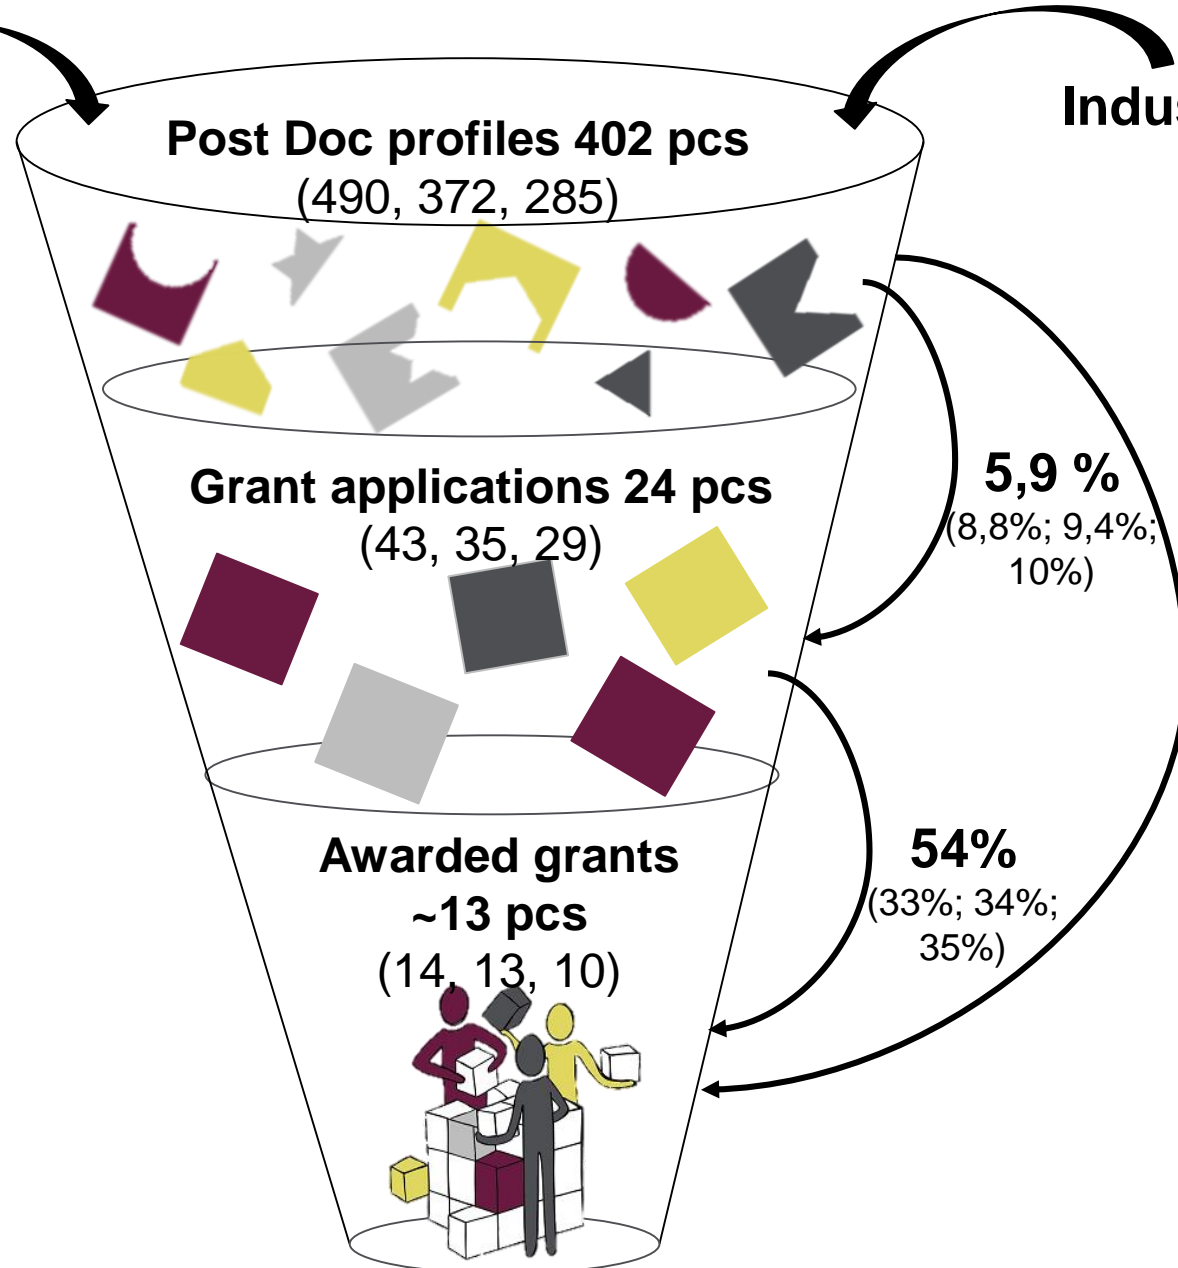 Post Doc profiles 402 pcs
(490, 372, 285)
Grant applications 24 pcs
(43, 35, 29)
5,9 %
(8,8%; 9,4%;
10%)
Awarded grants
~13 pcs
(14, 13, 10)
54%
(33%; 34%;
35%)